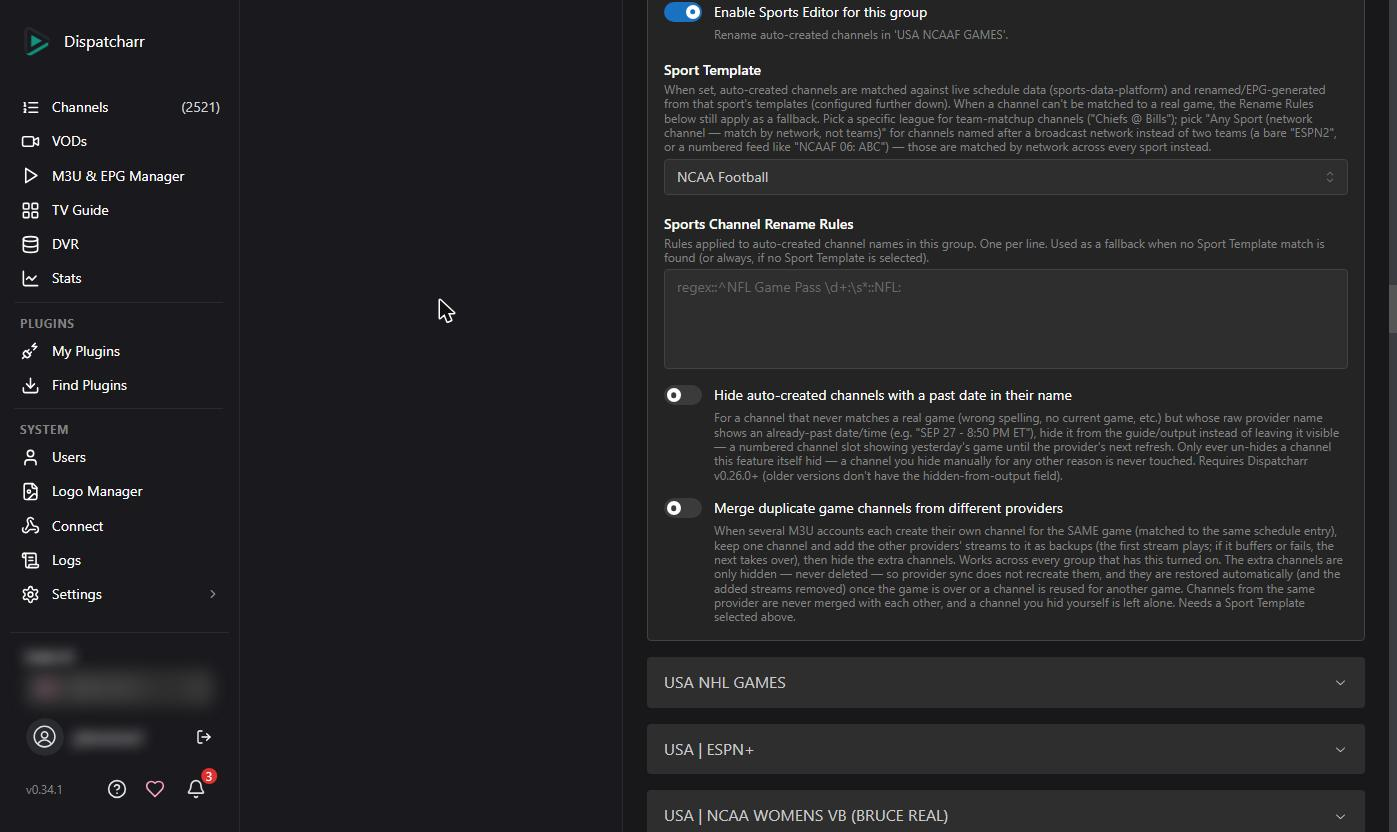 Dispatcharr
Channels (2521)
VODs
M3U & EPG Manager
TV Guide
DVR
Stats
PLUGINS
My Plugins
Find Plugins
SYSTEM
Users
Logo Manager
Connect
Logs
Settings
v0.34.1
3
Enable Sports Editor for this group
Rename auto-created channels in 'USA NCAAF GAMES'.
Sport Template
When set, auto-created channels are matched against live schedule data (sports-data-platform) and renamed/EPG-generated
from that sport's templates (configured further down). When a channel can't be matched to a real game, the Rename Rules
below still apply as a fallback. Pick a specific league for team-matchup channels ("Chiefs @ Bills"); pick "Any Sport (network
channel — match by network, not teams)" for channels named after a broadcast network instead of two teams (a bare "ESPN2",
or a numbered feed like "NCAAF 06: ABC") — those are matched by network across every sport instead.
NCAA Football
Sports Channel Rename Rules
Rules applied to auto-created channel names in this group. One per line. Used as a fallback when no Sport Template match is
found (or always, if no Sport Template is selected).
regex::^NFL Game Pass \d+:\s*::NFL:
Hide auto-created channels with a past date in their name
For a channel that never matches a real game (wrong spelling, no current game, etc.) but whose raw provider name
shows an already-past date/time (e.g. "SEP 27 - 8:50 PM ET"), hide it from the guide/output instead of leaving it visible
— a numbered channel slot showing yesterday's game until the provider's next refresh. Only ever un-hides a channel
this feature itself hid — a channel you hide manually for any other reason is never touched. Requires Dispatcharr
v0.26.0+ (older versions don't have the hidden-from-output field).
Merge duplicate game channels from different providers
When several M3U accounts each create their own channel for the SAME game (matched to the same schedule entry),
keep one channel and add the other providers' streams to it as backups (the first stream plays; if it buffers or fails, the
next takes over), then hide the extra channels. Works across every group that has this turned on. The extra channels are
only hidden — never deleted — so provider sync does not recreate them, and they are restored automatically (and the
added streams removed) once the game is over or a channel is reused for another game. Channels from the same
provider are never merged with each other, and a channel you hid yourself is left alone. Needs a Sport Template
selected above.
USA NHL GAMES
USA | ESPN+
USA | NCAA WOMENS VB (BRUCE REAL)